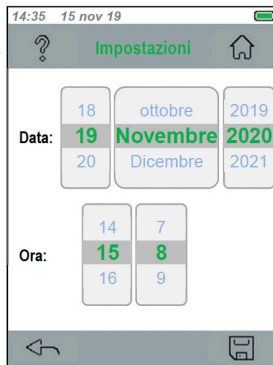 14:35 15 nov 19
Impostazioni
18 ottobre 2019
Data: 19 Novembre 2020
20 Dicembre 2021
14 7
Ora: 15 8
16 9